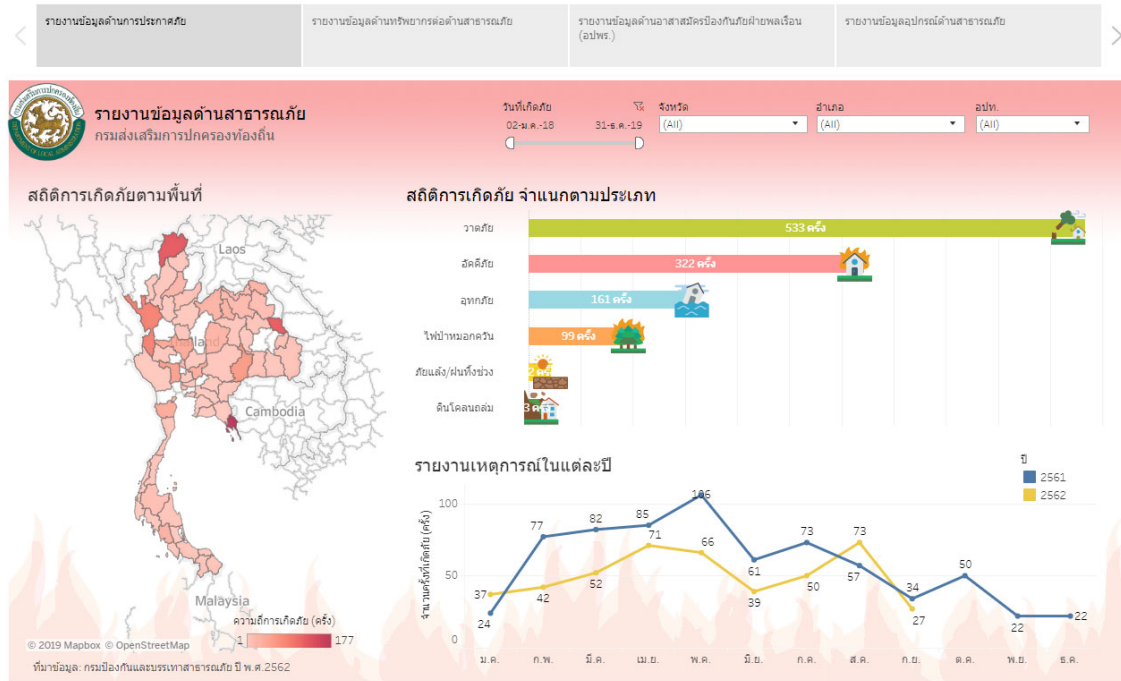 รายงานข้อมูลด้านการประกาศภัย
รายงานข้อมูลด้านทรัพยากรต่อด้านสาธารณภัย
รายงานข้อมูลด้านอาสาสมัครป้องกันภัยฝ่ายพลเรือน
(อปพร.)
รายงานข้อมูลอุปกรณ์ด้านสาธารณภัย
รายงานข้อมูลด้านสาธารณภัย
กรมส่งเสริมการปกครองท้องถิ่น
วันที่เกิดภัย
02-ม.ค.-18 31-ธ.ค.-19
จังหวัด
(All)
อำเภอ
(All)
อปท.
(All)
สถิติการเกิดภัยตามพื้นที่
Laos
Thailand
Cambodia
Malaysia
ความถี่การเกิดภัย (ครั้ง)
1 177
© 2019 Mapbox © OpenStreetMap
ที่มาข้อมูล: กรมป้องกันและบรรเทาสาธารณภัย ปี พ.ศ.2562
สถิติการเกิดภัย จำแนกตามประเภท
วาตภัย 533 ครั้ง
อัคคีภัย 322 ครั้ง
อุทกภัย 161 ครั้ง
ไฟป่าหมอกควัน 99 ครั้ง
ภัยแล้ง/ฝนทิ้งช่วง
ดินโคลนถล่ม
รายงานเหตุการณ์ในแต่ละปี
ปี
2561
2562
จำนวนครั้งที่เกิดภัย (ครั้ง)
100
50
0
24 77 82 85 106 61 73 57 34 50 22 22
37 42 52 71 66 39 50 73 27
ม.ค. ก.พ. มี.ค. เม.ย. พ.ค. มิ.ย. ก.ค. ส.ค. ก.ย. ต.ค. พ.ย. ธ.ค.